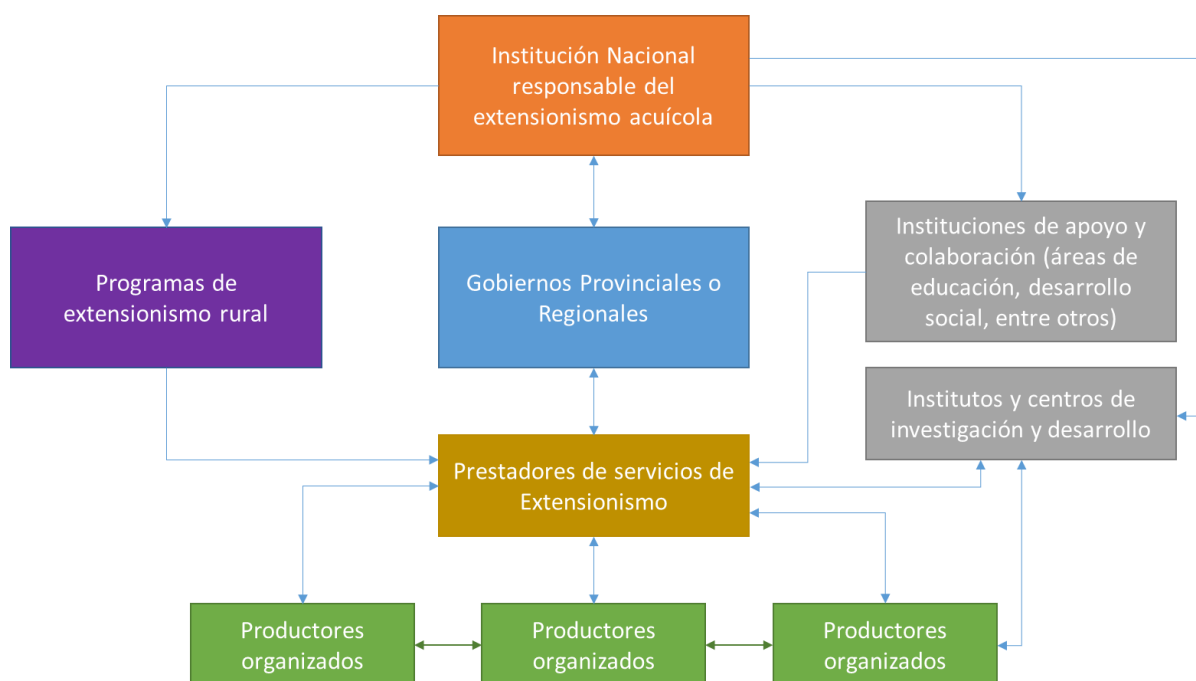 Institución Nacional
responsable del
extensionismo acuícola
Programas de
extensionismo rural
Gobiernos Provinciales o
Regionales
Instituciones de apoyo y
colaboración (áreas de
educación, desarrollo
social, entre otros)
Institutos y centros de
investigación y desarrollo
Prestadores de servicios de
Extensionismo
Productores
organizados
Productores
organizados
Productores
organizados